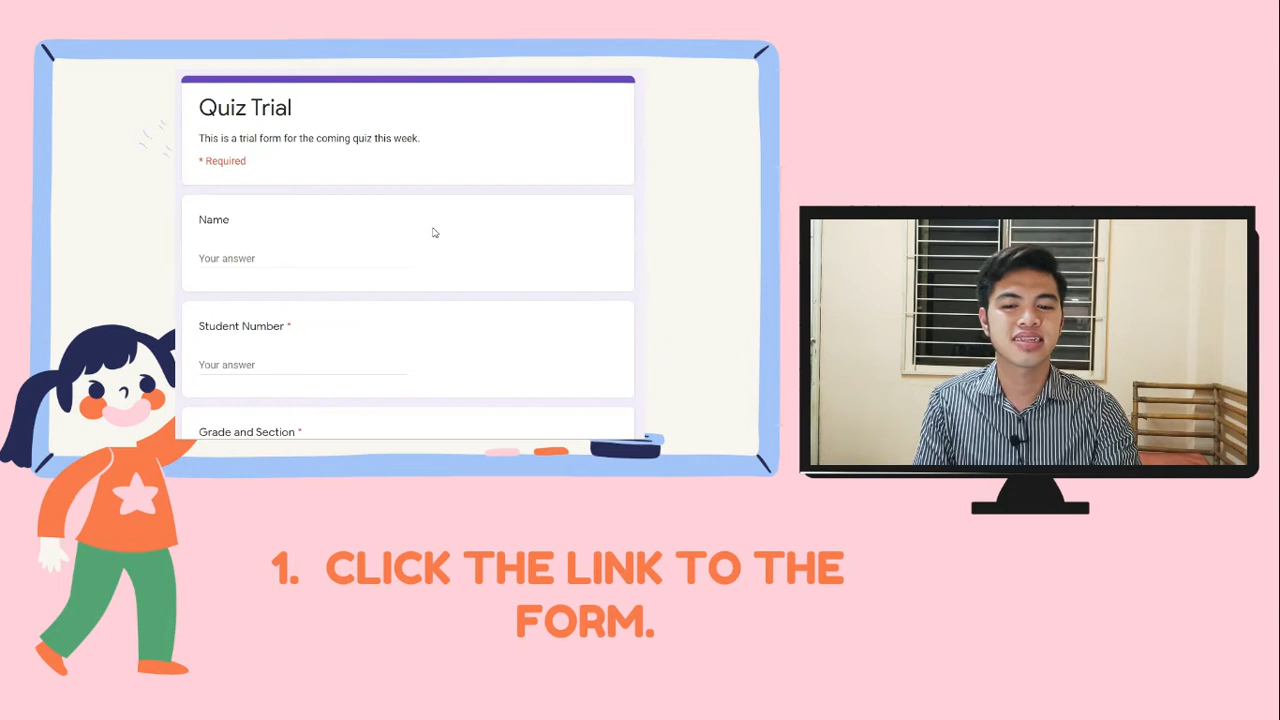 Quiz Trial
This is a trial form for the coming quiz this week.
* Required
Name
Your answer
Student Number *
Your answer
Grade and Section *
1. CLICK THE LINK TO THE
FORM.